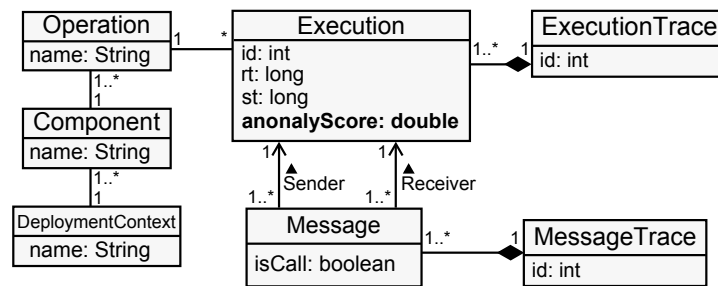 Operation
name: String
1
*
Execution
id: int
rt: long
st: long
anonalyScore: double
1..*
1
ExecutionTrace
id: int
1..*
1
Component
name: String
1..*
1
DeploymentContext
name: String
1
▲
Sender
1..*
1
▲
Receiver
1..*
Message
isCall: boolean
1..*
1
MessageTrace
id: int